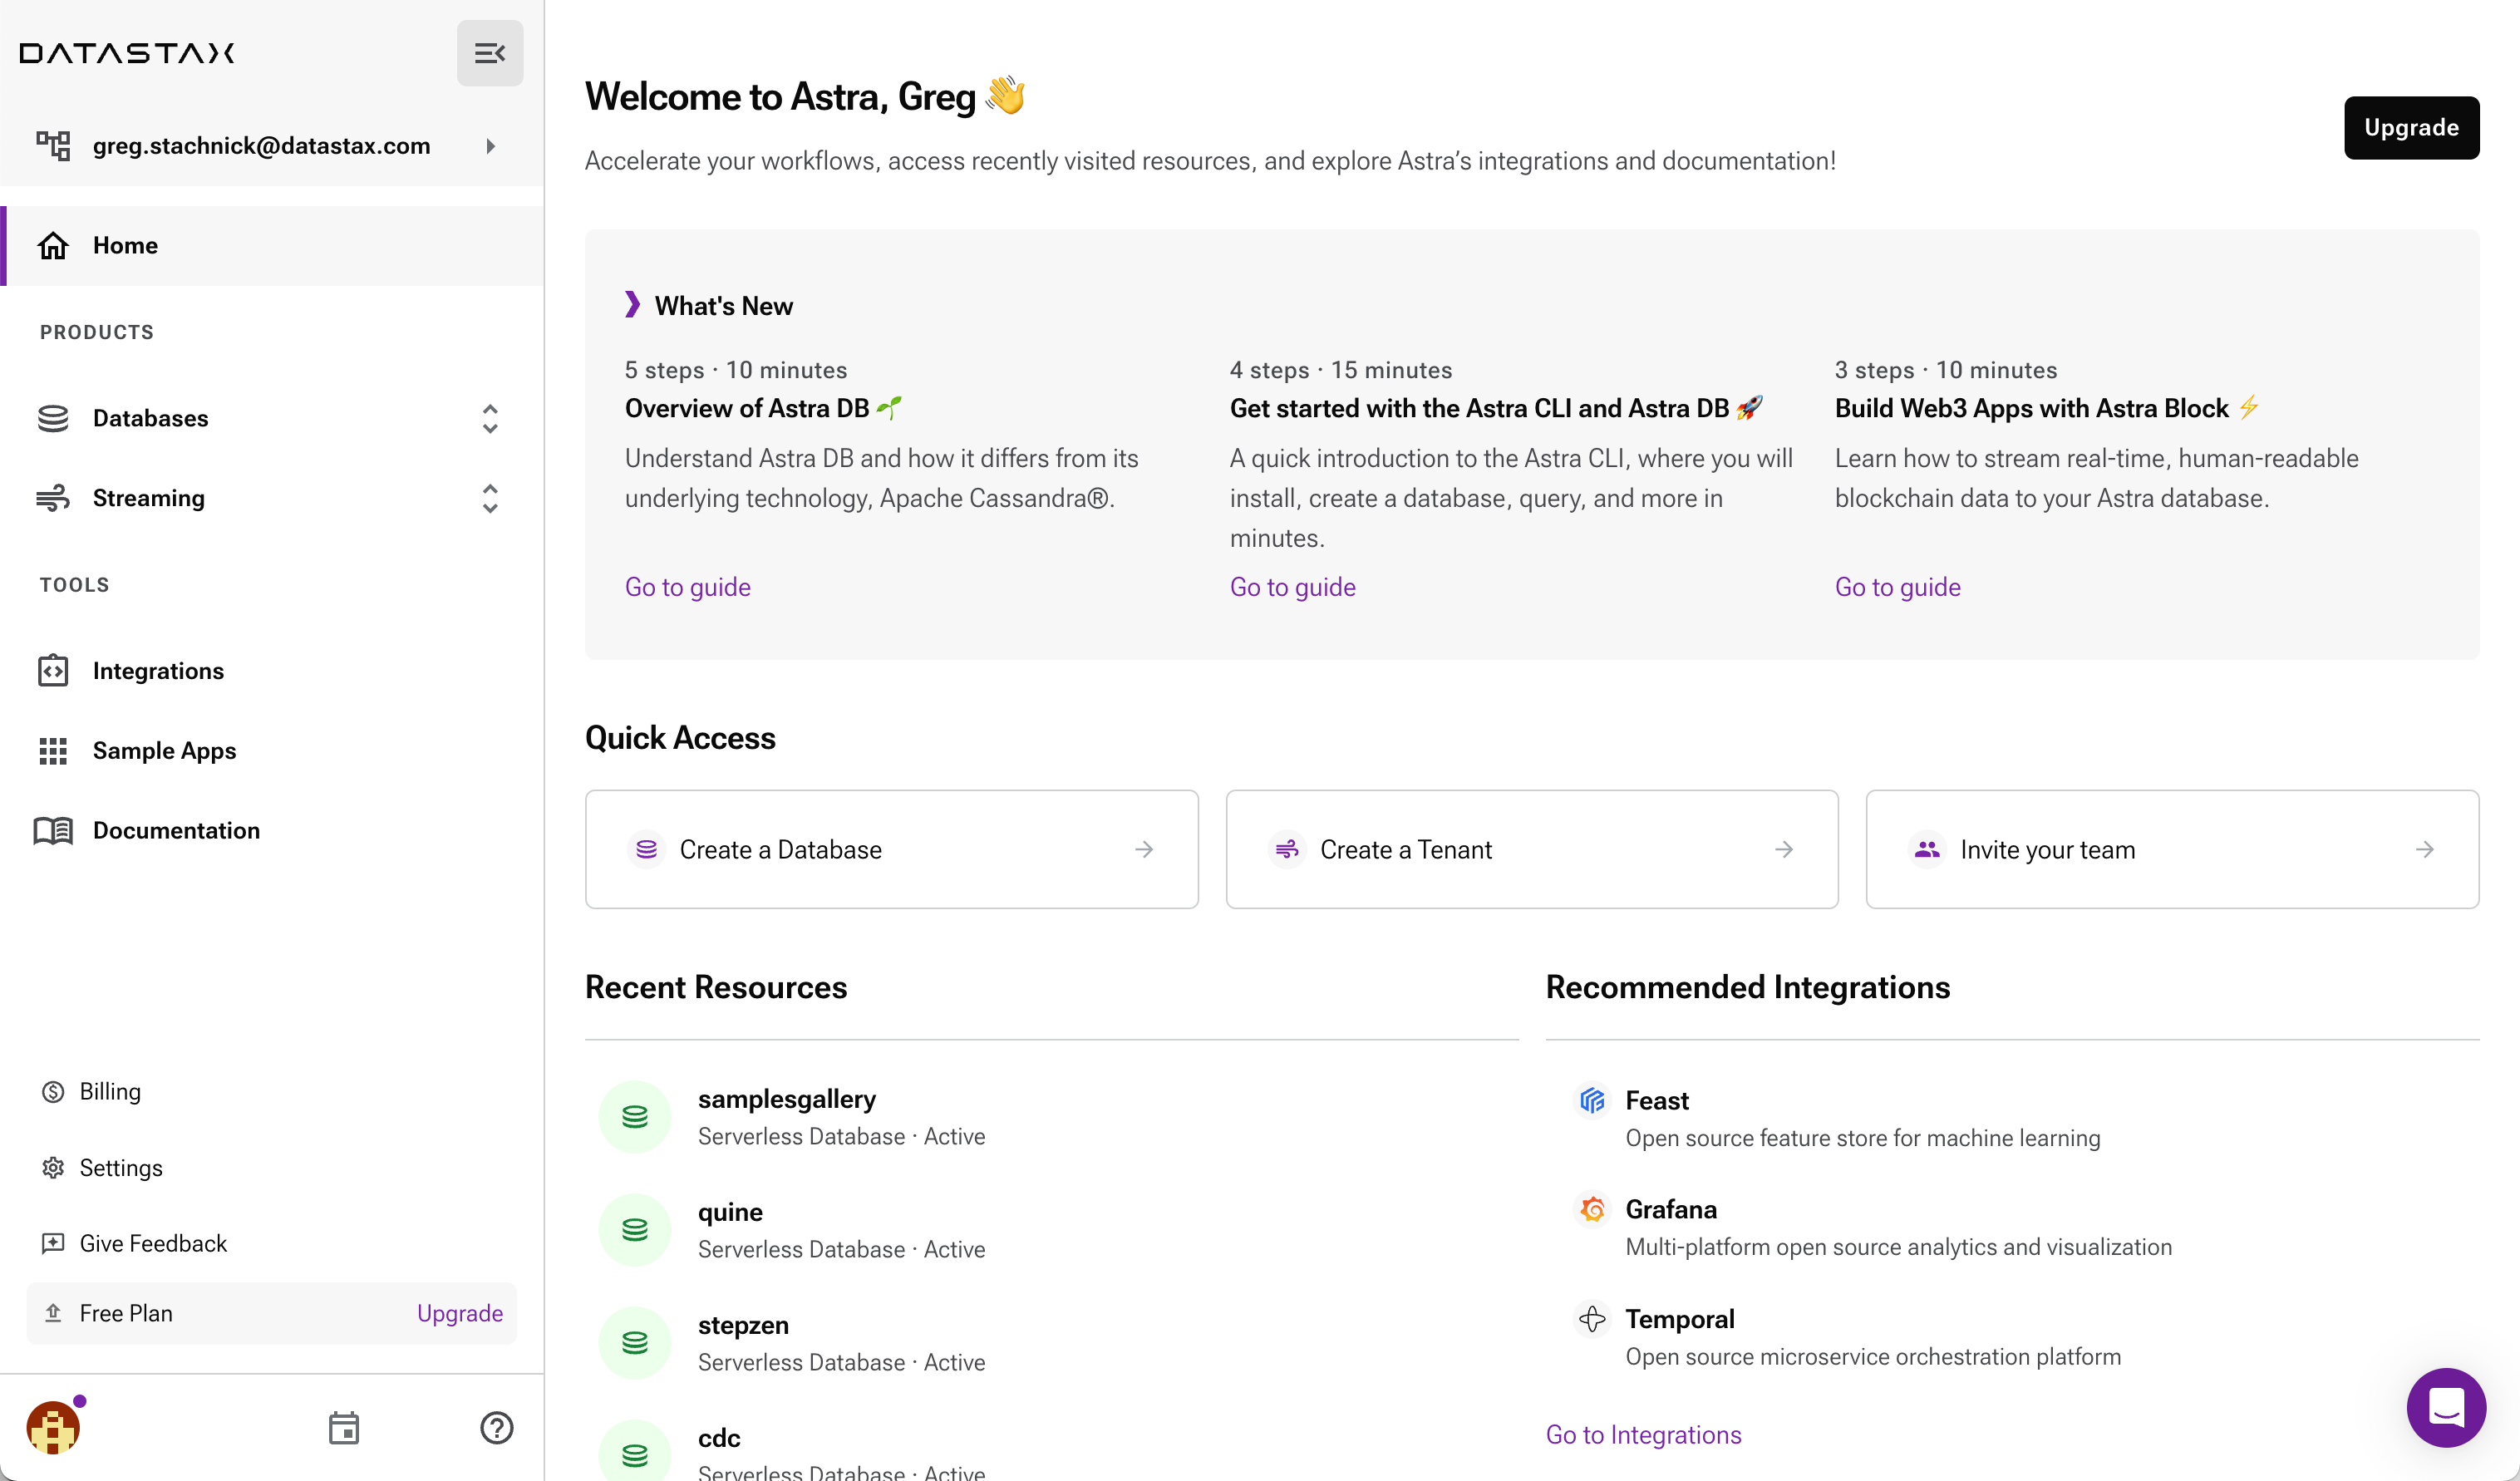 DATASTAX
greg.stachnick@datastax.com
Home
PRODUCTS
Databases
Streaming
TOOLS
Integrations
Sample Apps
Documentation
Billing
Settings
Give Feedback
Free Plan Upgrade
Welcome to Astra, Greg 👋
Accelerate your workflows, access recently visited resources, and explore Astra’s integrations and documentation!
Upgrade
What's New
5 steps · 10 minutes
Overview of Astra DB 🌱
Understand Astra DB and how it differs from its
underlying technology, Apache Cassandra®.
Go to guide
4 steps · 15 minutes
Get started with the Astra CLI and Astra DB 🚀
A quick introduction to the Astra CLI, where you will
install, create a database, query, and more in
minutes.
Go to guide
3 steps · 10 minutes
Build Web3 Apps with Astra Block ⚡
Learn how to stream real-time, human-readable
blockchain data to your Astra database.
Go to guide
Quick Access
Create a Database
Create a Tenant
Invite your team
Recent Resources
samplesgallery
Serverless Database · Active
quine
Serverless Database · Active
stepzen
Serverless Database · Active
cdc
Serverless Database · Active
Recommended Integrations
Feast
Open source feature store for machine learning
Grafana
Multi-platform open source analytics and visualization
Temporal
Open source microservice orchestration platform
Go to Integrations